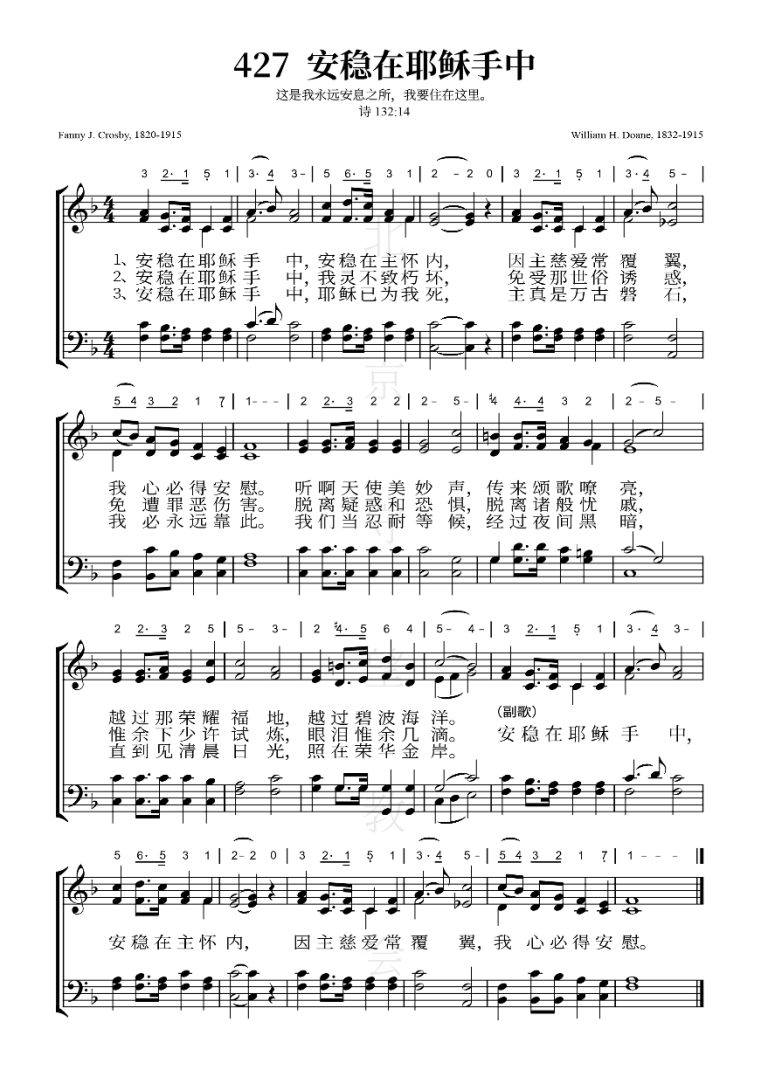 427 安稳在耶稣手中
这是我永远安息之所，我要住在这里。
诗 132:14
Fanny J. Crosby, 1820-1915 William H. Doane, 1832-1915
3 2· 1 5 1 | 3· 4 3 - | 5 6· 5 3 1 | 2 - 2 0 | 3 2· 1 5 1 | 3· 4 5 - |
1、安稳在耶稣手中，安稳在主怀内， 因主慈爱常覆翼，
2、安稳在耶稣手中，我灵不致朽坏， 免受那世俗诱惑，
3、安稳在耶稣手中，耶稣已为我死， 主真是万古磐石，
5 4 3 2 1 7 | 1 - - - | 2 2· 3 2 2 | 2 - 5 - | #4 4· 4 3 2 | 2 - 5 - |
我心必得安慰。 听啊天使美妙声，传来颂歌嘹亮，
免遭罪恶伤害。 脱离疑惑和恐惧，脱离诸般忧戚，
我必永远靠此。 我们当忍耐等候，经过夜间黑暗，
2 2· 3 2 5 | 5 - 3 - | 2 #4· 5 6 4 | 5 - 4 - | 3 2· 1 5 1 | 3· 4 3 - |
越过那荣耀福地，越过碧波海洋。 （副歌）
惟余下少许试炼，眼泪惟余几滴。 安稳在耶稣手中，
直到见清晨日光，照在荣华金岸。
5 6· 5 3 1 | 2 - 2 0 | 3 2· 1 5 1 | 3· 4 5 - | 5 4 3 2 1 7 | 1 - - - ‖
安稳在主怀内， 因主慈爱常覆翼，我心必得安慰。